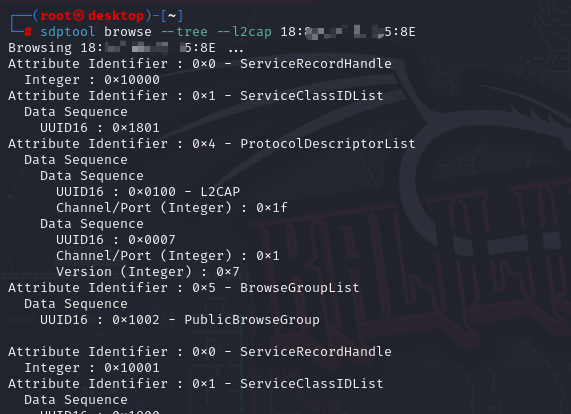 ┌──(root㉿desktop)-[~]
└─# sdptool browse --tree --l2cap 18: 5:8E
Browsing 18: 5:8E ...
Attribute Identifier : 0×0 - ServiceRecordHandle
  Integer : 0×10000
Attribute Identifier : 0×1 - ServiceClassIDList
  Data Sequence
    UUID16 : 0×1801
Attribute Identifier : 0×4 - ProtocolDescriptorList
  Data Sequence
    Data Sequence
      UUID16 : 0×0100 - L2CAP
      Channel/Port (Integer) : 0×1f
    Data Sequence
      UUID16 : 0×0007
      Channel/Port (Integer) : 0×1
      Version (Integer) : 0×7
Attribute Identifier : 0×5 - BrowseGroupList
  Data Sequence
    UUID16 : 0×1002 - PublicBrowseGroup

Attribute Identifier : 0×0 - ServiceRecordHandle
  Integer : 0×10001
Attribute Identifier : 0×1 - ServiceClassIDList
  Data Sequence
    UUID16 : 0×1800